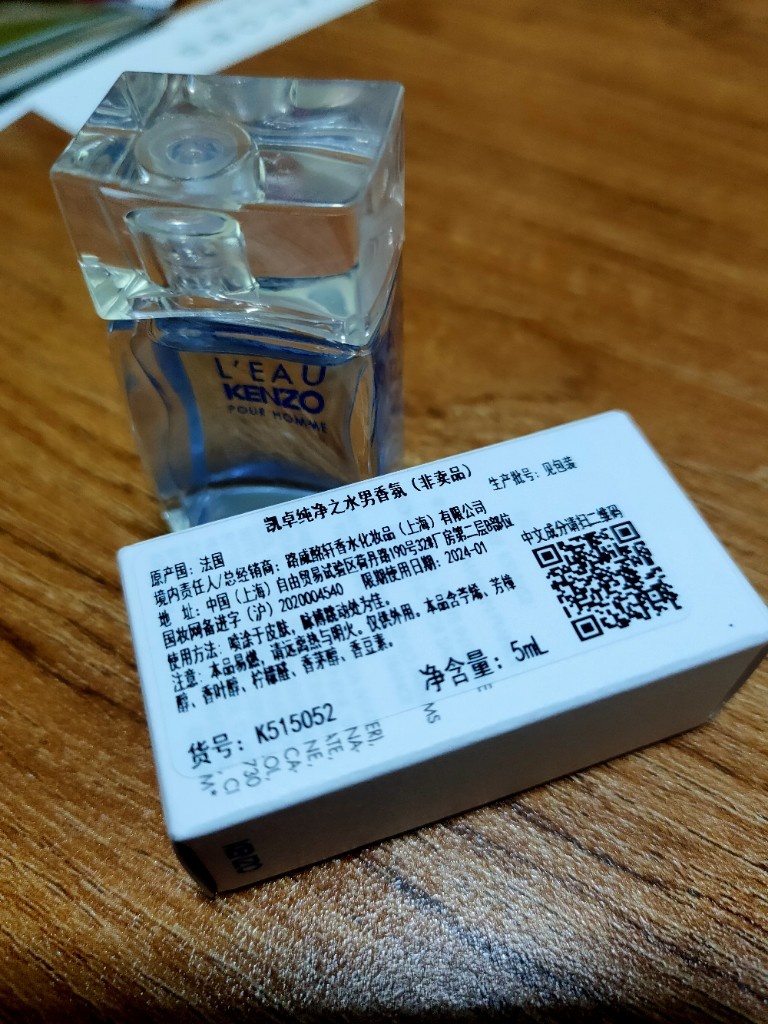 L'EAU
KENZO
POUR HOMME
凯卓纯净之水男香氛（非卖品）
生产批号：见包装
原产国：法国
境内责任人/总经销商：路威酩轩香水化妆品（上海）有限公司
地 址：中国（上海）自由贸易试验区荷丹路190号32#厂房第二层B部位
国妆网备进字（沪）2020004540 限期使用日期：2024-01
使用方法：喷涂于皮肤，脉搏跳动处为佳。
注意：本品易燃，请远离热与明火。仅供外用。本品含苧烯、芳樟
醇、香叶醇、柠檬醛、香茅醇、香豆素。
中文成分请扫二维码
净含量：5mL
货号：K515052
KENZO